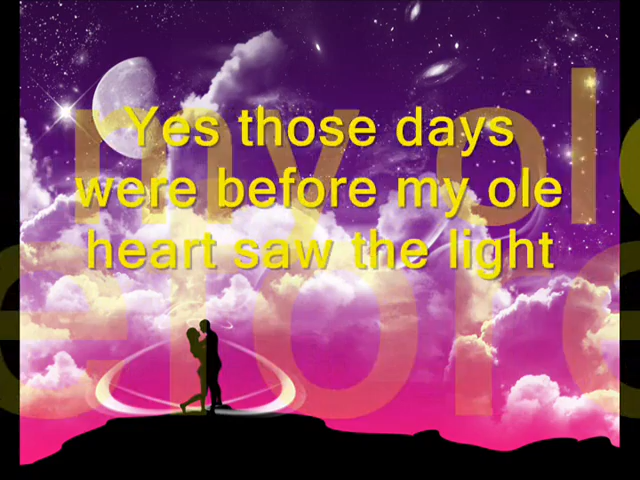 Yes those days
were before my ole
heart saw the light